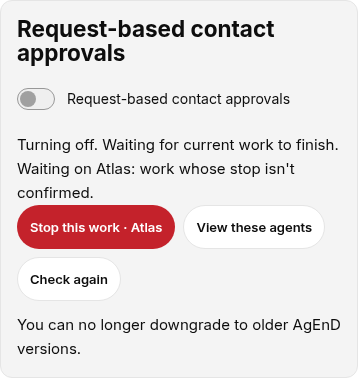 Request-based contact
approvals
Request-based contact approvals
Turning off. Waiting for current work to finish.
Waiting on Atlas: work whose stop isn't
confirmed.
Stop this work · Atlas
View these agents
Check again
You can no longer downgrade to older AgEnD
versions.